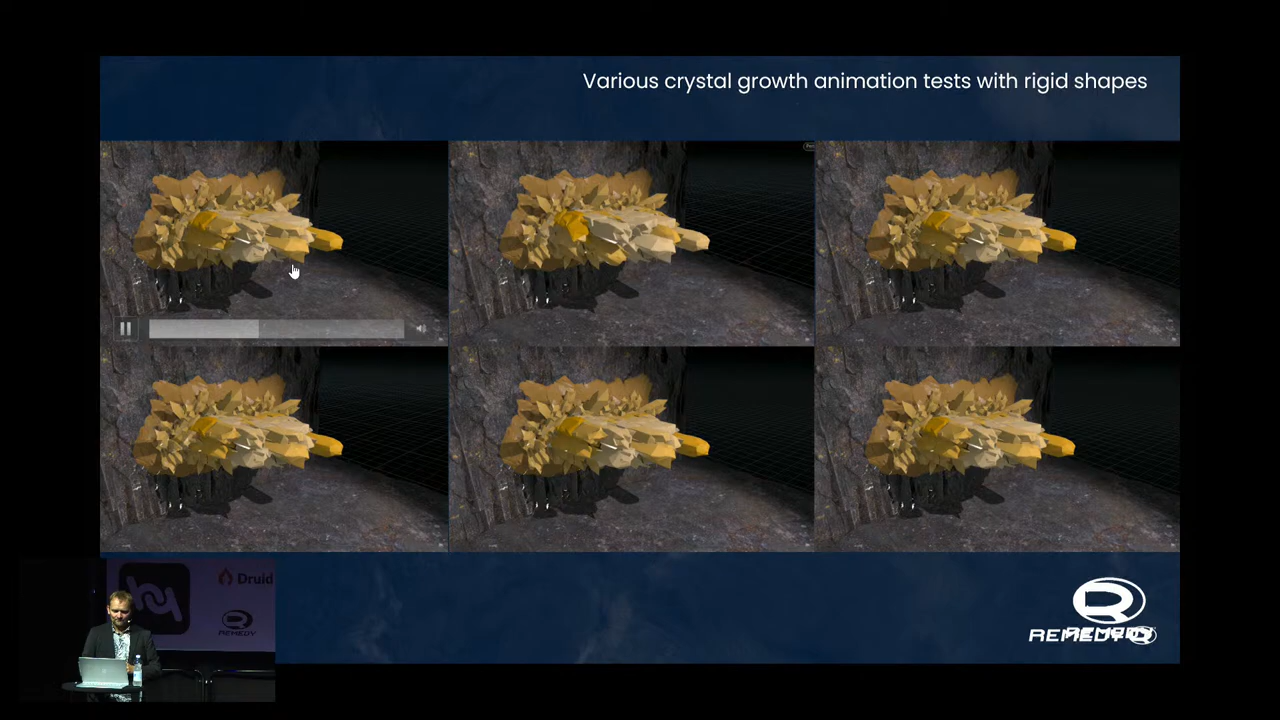 Various crystal growth animation tests with rigid shapes
Druid
REMEDY
REMEDY